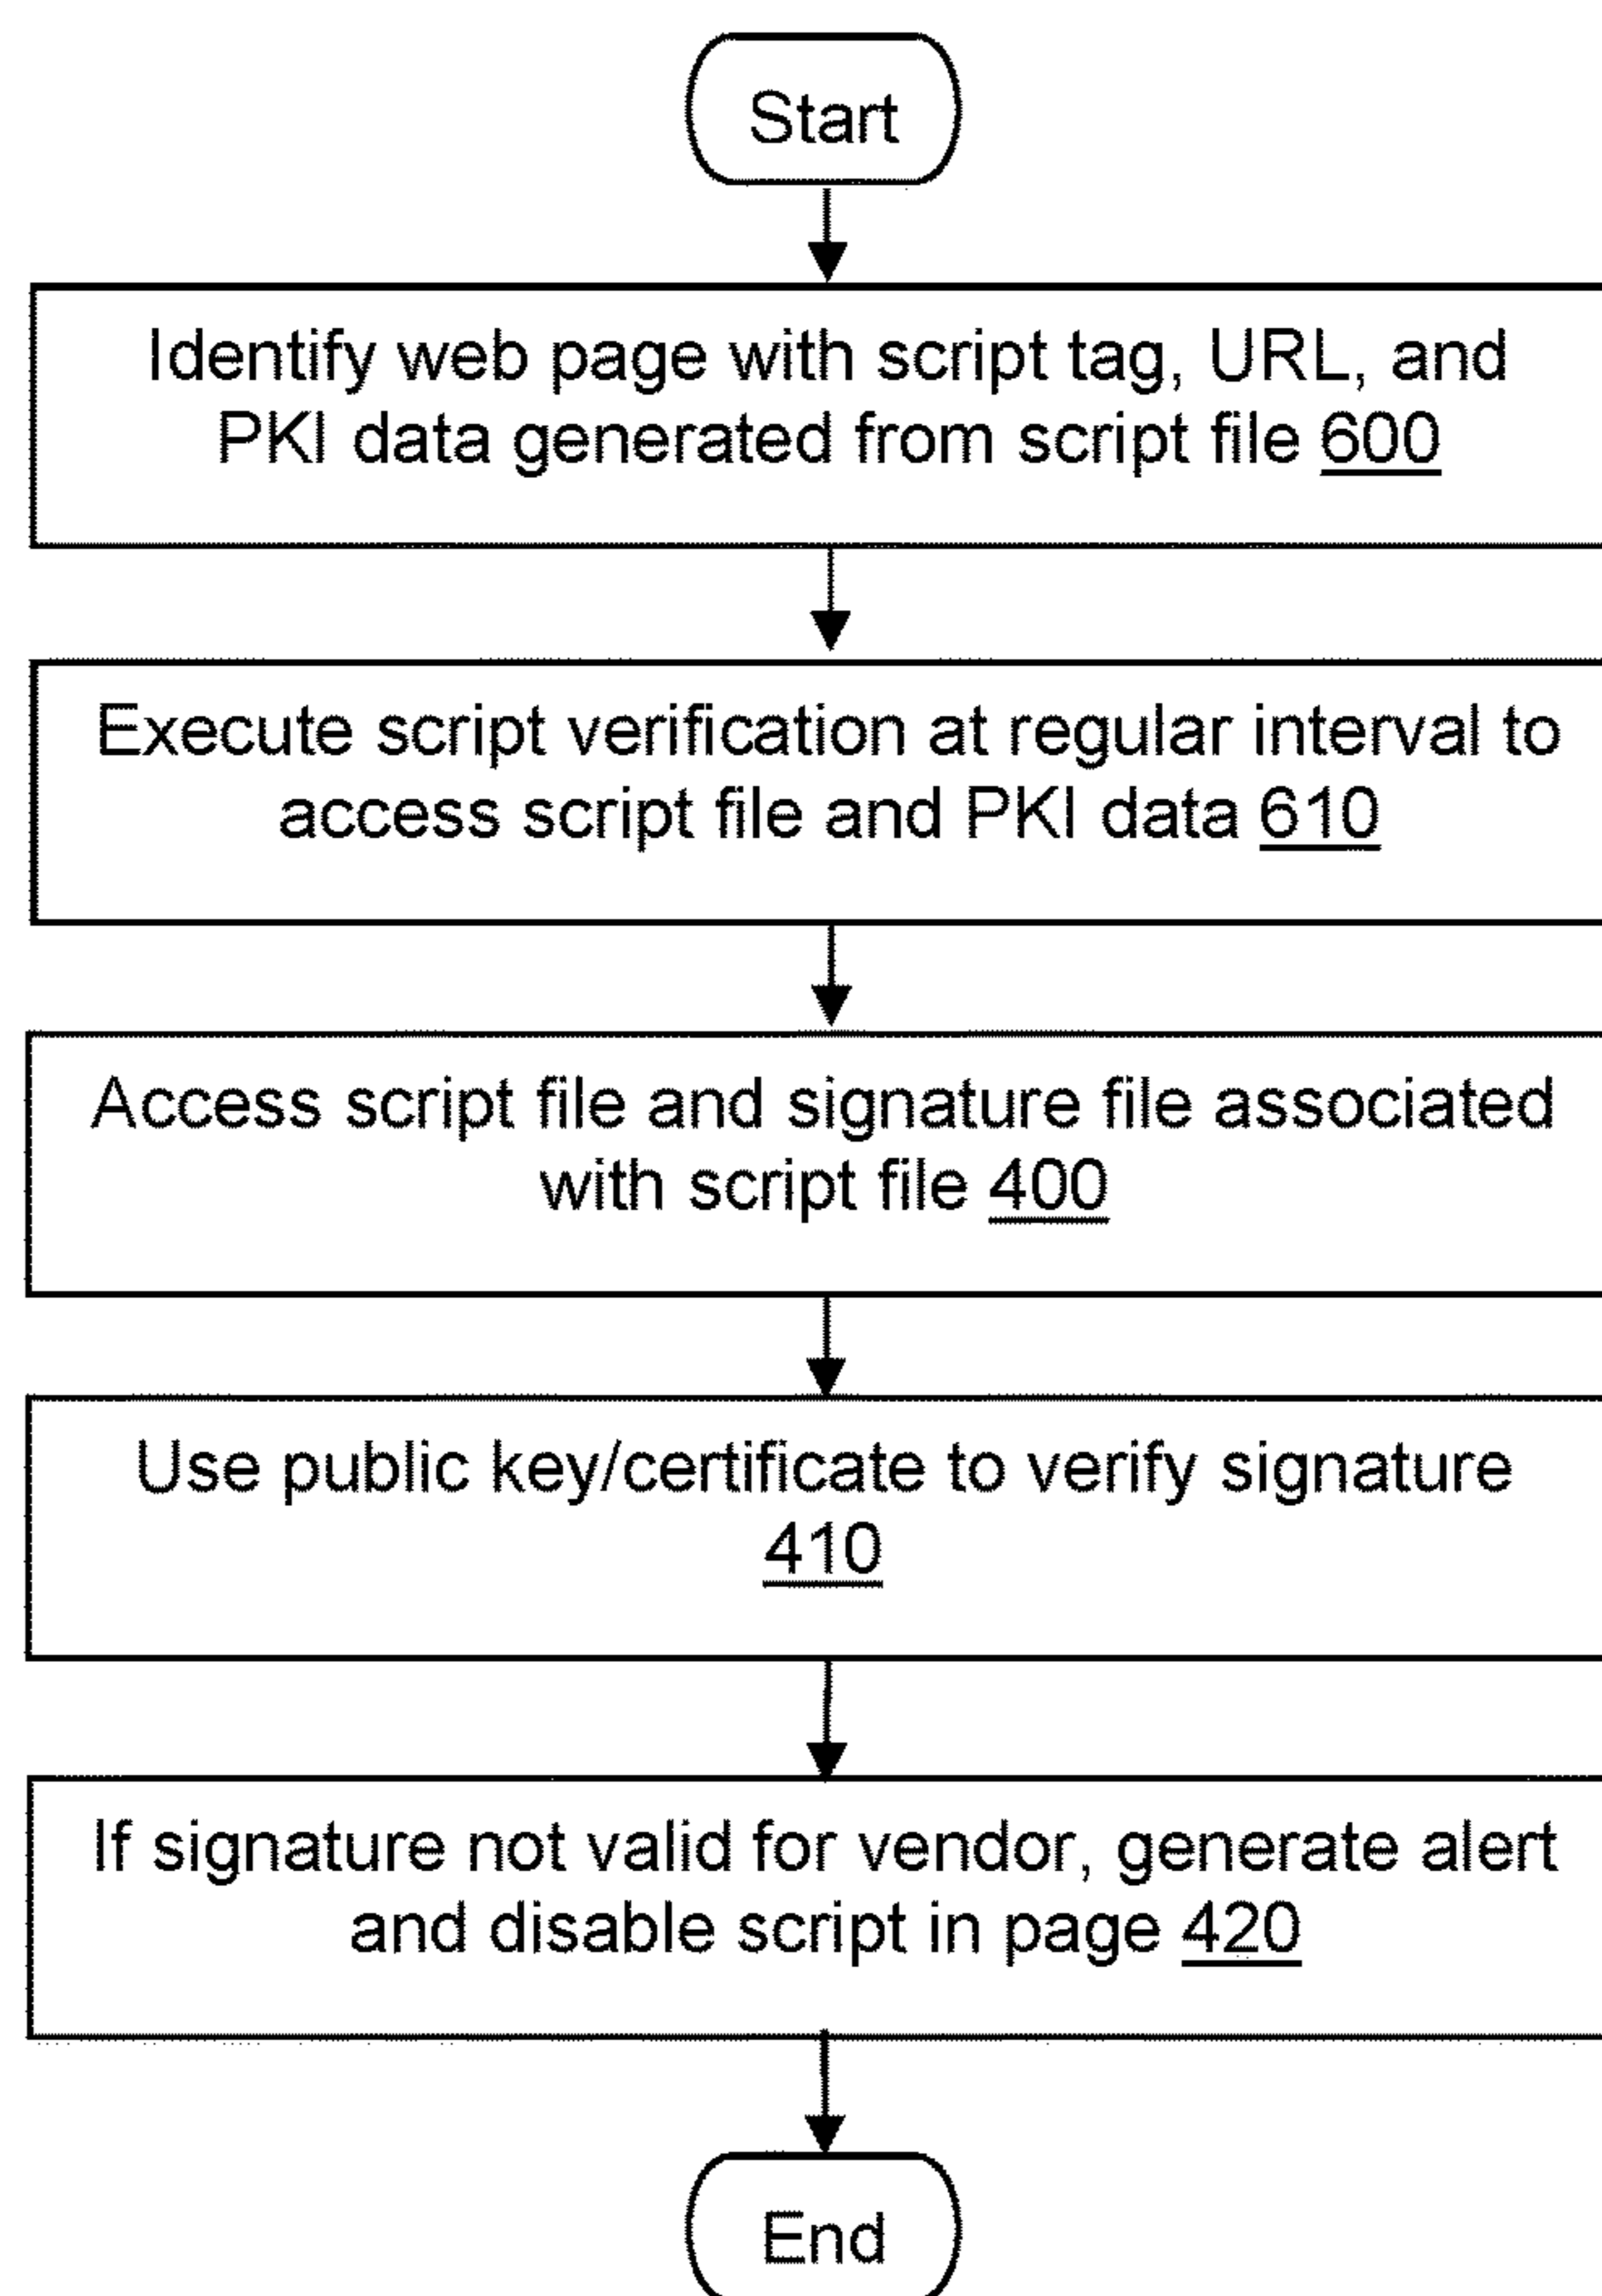 Start
Identify web page with script tag, URL, and
PKI data generated from script file 600
Execute script verification at regular interval to
access script file and PKI data 610
Access script file and signature file associated
with script file 400
Use public key/certificate to verify signature
410
If signature not valid for vendor, generate alert
and disable script in page 420
End